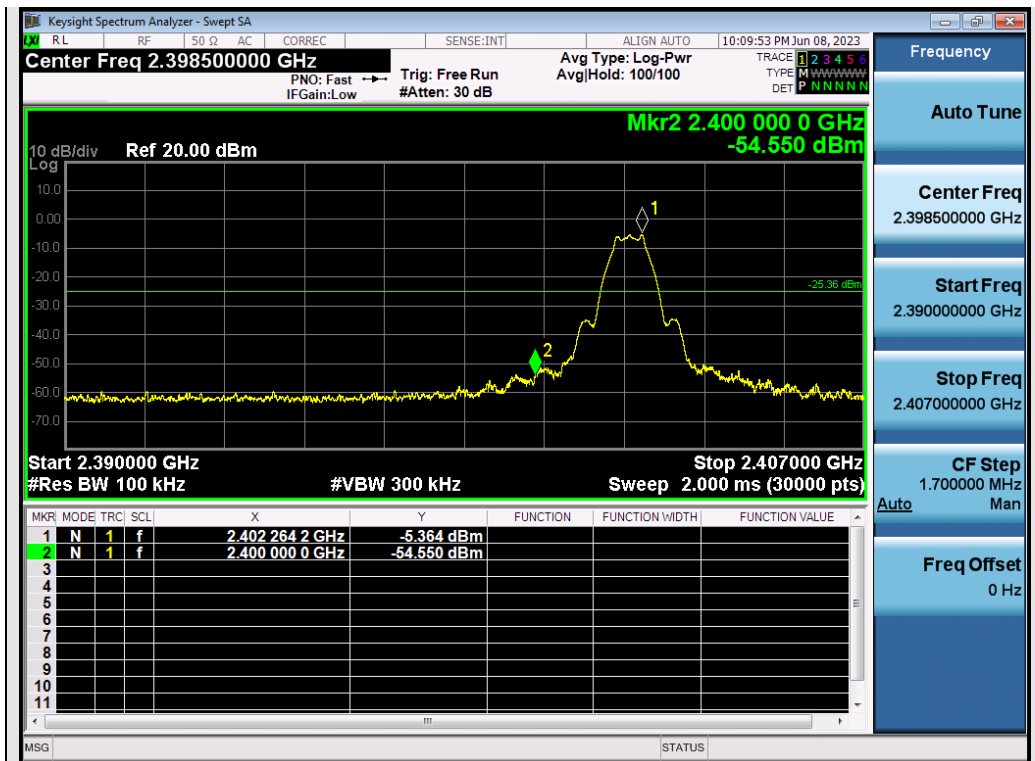 Keysight Spectrum Analyzer - Swept SA
LXI RL RF 50 Ω AC CORREC SENSE:INT ALIGN AUTO 10:09:53 PM Jun 08, 2023
Center Freq 2.398500000 GHz
PNO: Fast
IFGain:Low
Trig: Free Run
#Atten: 30 dB
Avg Type: Log-Pwr
Avg|Hold: 100/100
TRACE 1 2 3 4 5 6
TYPE M W W W W W
DET P N N N N N
Mkr2 2.400 000 0 GHz
-54.550 dBm
10 dB/div Ref 20.00 dBm
Log
10.0
0.00
-10.0
-20.0
-30.0
-40.0
-50.0
-60.0
-70.0
1
-25.36 dBm
2
Start 2.390000 GHz Stop 2.407000 GHz
#Res BW 100 kHz #VBW 300 kHz Sweep 2.000 ms (30000 pts)
MKR MODE TRC SCL X Y FUNCTION FUNCTION WIDTH FUNCTION VALUE
1 N 1 f 2.402 264 2 GHz -5.364 dBm
2 N 1 f 2.400 000 0 GHz -54.550 dBm
3
4
5
6
7
8
9
10
11
MSG STATUS
Frequency
Auto Tune
Center Freq
2.398500000 GHz
Start Freq
2.390000000 GHz
Stop Freq
2.407000000 GHz
CF Step
1.700000 MHz
Auto Man
Freq Offset
0 Hz